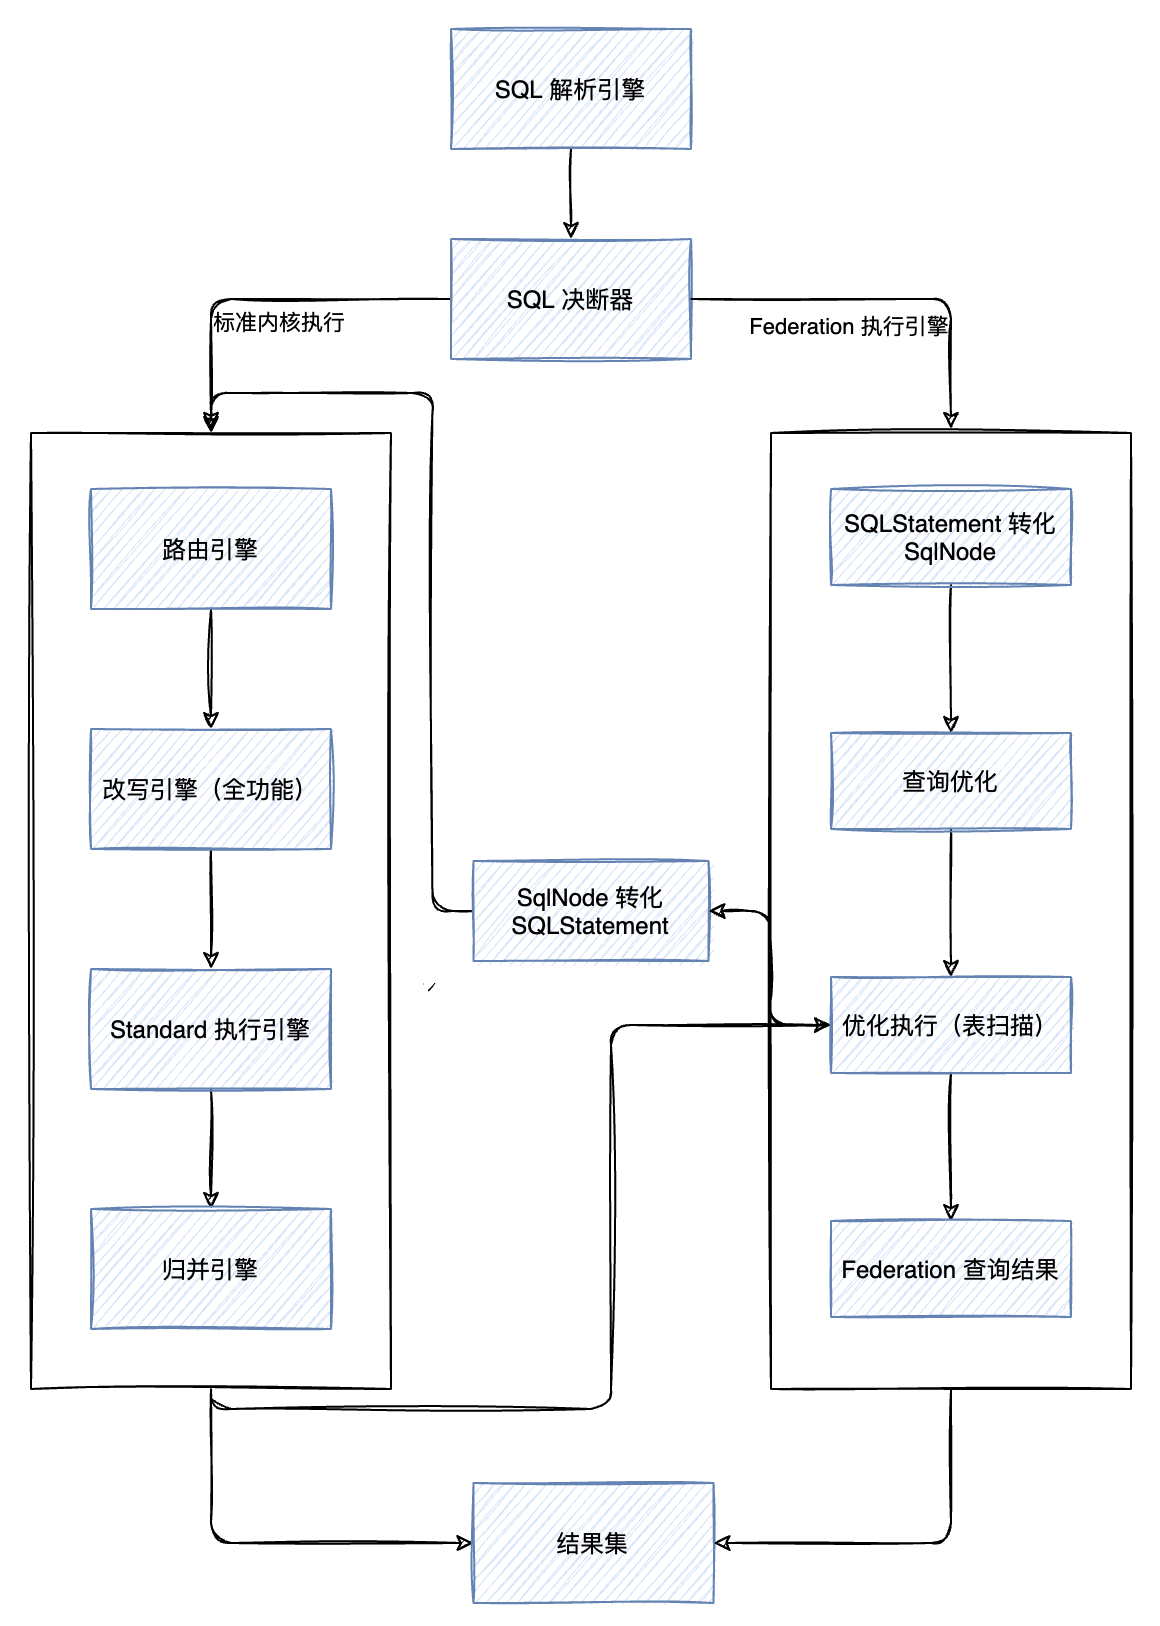 SQL 解析引擎
SQL 决断器
标准内核执行
Federation 执行引擎
路由引擎
改写引擎（全功能）
Standard 执行引擎
归并引擎
SqlNode 转化
SQLStatement
SQLStatement 转化
SqlNode
查询优化
优化执行（表扫描）
Federation 查询结果
结果集